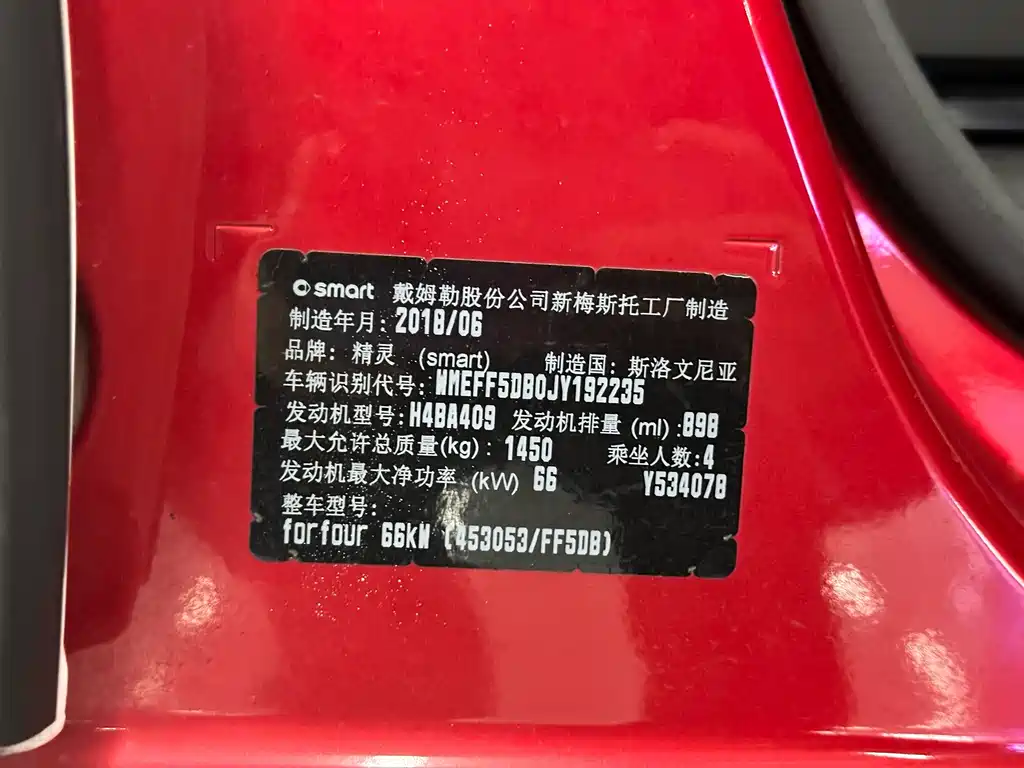 smart 戴姆勒股份公司新梅斯托工厂制造
制造年月: 2018/06
品牌: 精灵 (smart) 制造国: 斯洛文尼亚
车辆识别代号: WMEFF5DB0JY192235
发动机型号: H4BA409 发动机排量 (ml) :898
最大允许总质量(kg): 1450 乘坐人数:4
发动机最大净功率 (kW) 66 Y534078
整车型号:
forfour 66kW (453053/FF5DB)